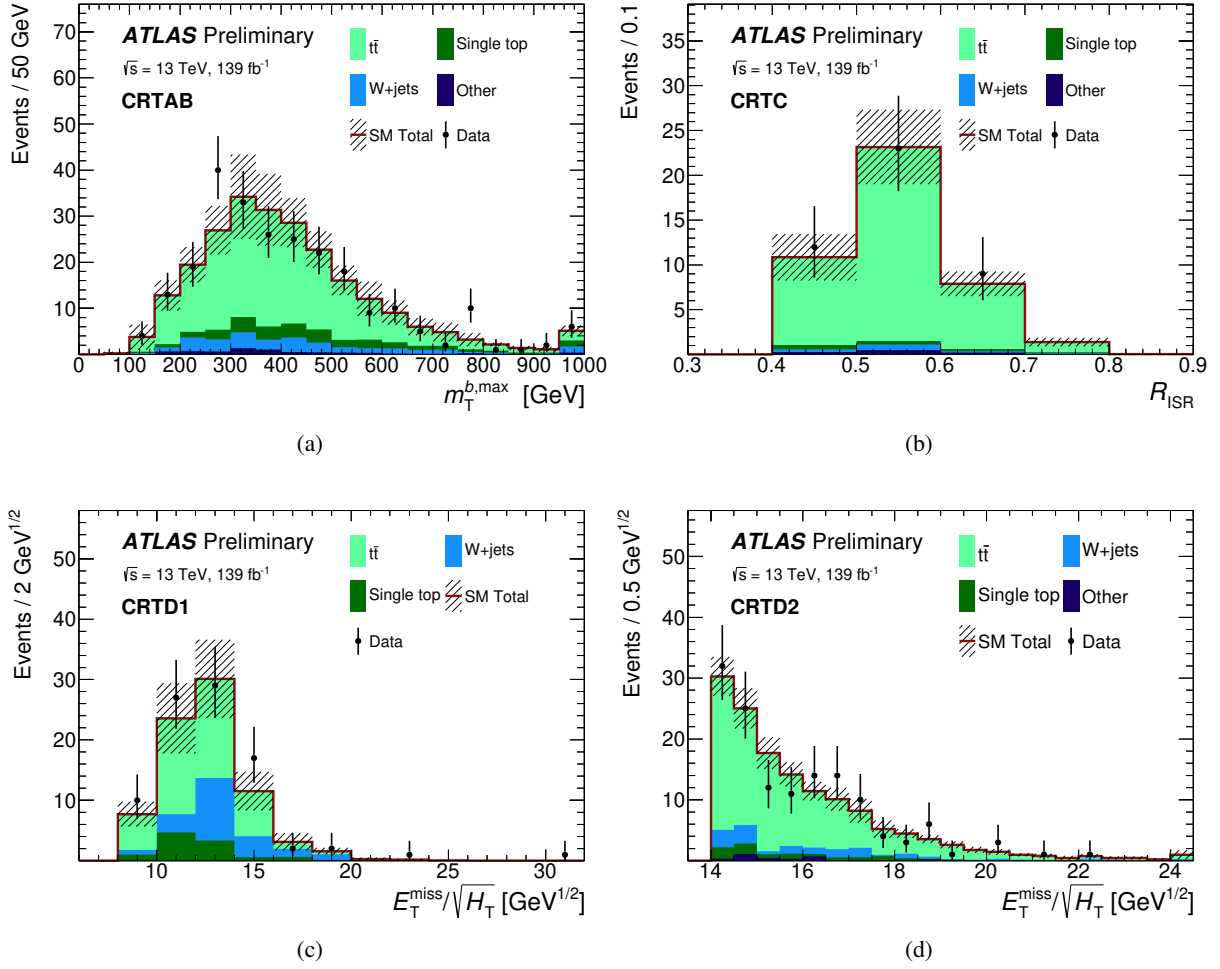 Events / 50 GeV
70
60
50
40
30
20
10
0 100 200 300 400 500 600 700 800 900 1000
m_T^{b,max} [GeV]
ATLAS Preliminary
√s = 13 TeV, 139 fb⁻¹
CRTAB
tt̄ Single top
W+jets Other
SM Total Data
(a)
Events / 0.1
35
30
25
20
15
10
5
0.3 0.4 0.5 0.6 0.7 0.8 0.9
R_ISR
ATLAS Preliminary
√s = 13 TeV, 139 fb⁻¹
CRTC
tt̄ Single top
W+jets Other
SM Total Data
(b)
Events / 2 GeV^{1/2}
50
40
30
20
10
10 15 20 25 30
E_T^{miss}/√H_T [GeV^{1/2}]
ATLAS Preliminary
√s = 13 TeV, 139 fb⁻¹
CRTD1
tt̄ W+jets
Single top SM Total
Data
(c)
Events / 0.5 GeV^{1/2}
50
40
30
20
10
14 16 18 20 22 24
E_T^{miss}/√H_T [GeV^{1/2}]
ATLAS Preliminary
√s = 13 TeV, 139 fb⁻¹
CRTD2
tt̄ W+jets
Single top Other
SM Total Data
(d)